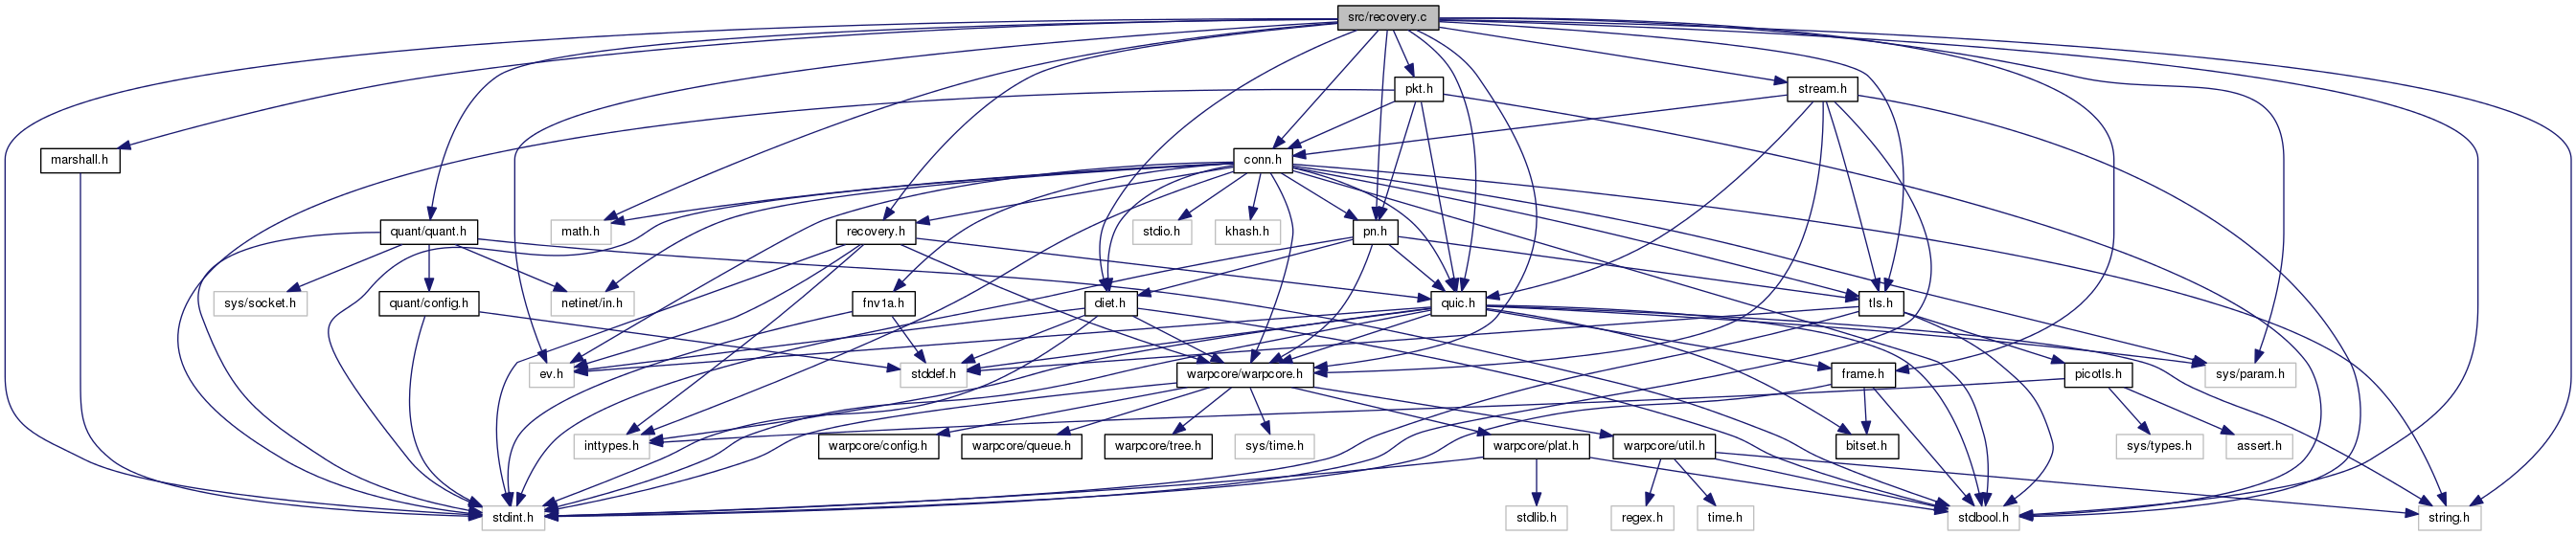 src/recovery.c
pkt.h
stream.h
marshall.h
conn.h
quant/quant.h
math.h
recovery.h
stdio.h
khash.h
pn.h
sys/socket.h
quant/config.h
netinet/in.h
fnv1a.h
diet.h
quic.h
tls.h
ev.h
stddef.h
warpcore/warpcore.h
frame.h
picotls.h
sys/param.h
inttypes.h
warpcore/config.h
warpcore/queue.h
warpcore/tree.h
sys/time.h
warpcore/plat.h
warpcore/util.h
bitset.h
sys/types.h
assert.h
stdint.h
stdlib.h
regex.h
time.h
stdbool.h
string.h